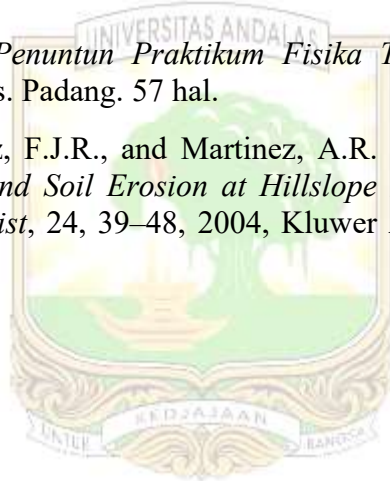 UNIVERSITAS ANDALAS
Penuntun Praktikum Fisika T
s. Padang. 57 hal.
z, F.J.R., and Martinez, A.R.
nd Soil Erosion at Hillslope
ist, 24, 39–48, 2004, Kluwer
UNTUK KEDJAJAAN BANGSA